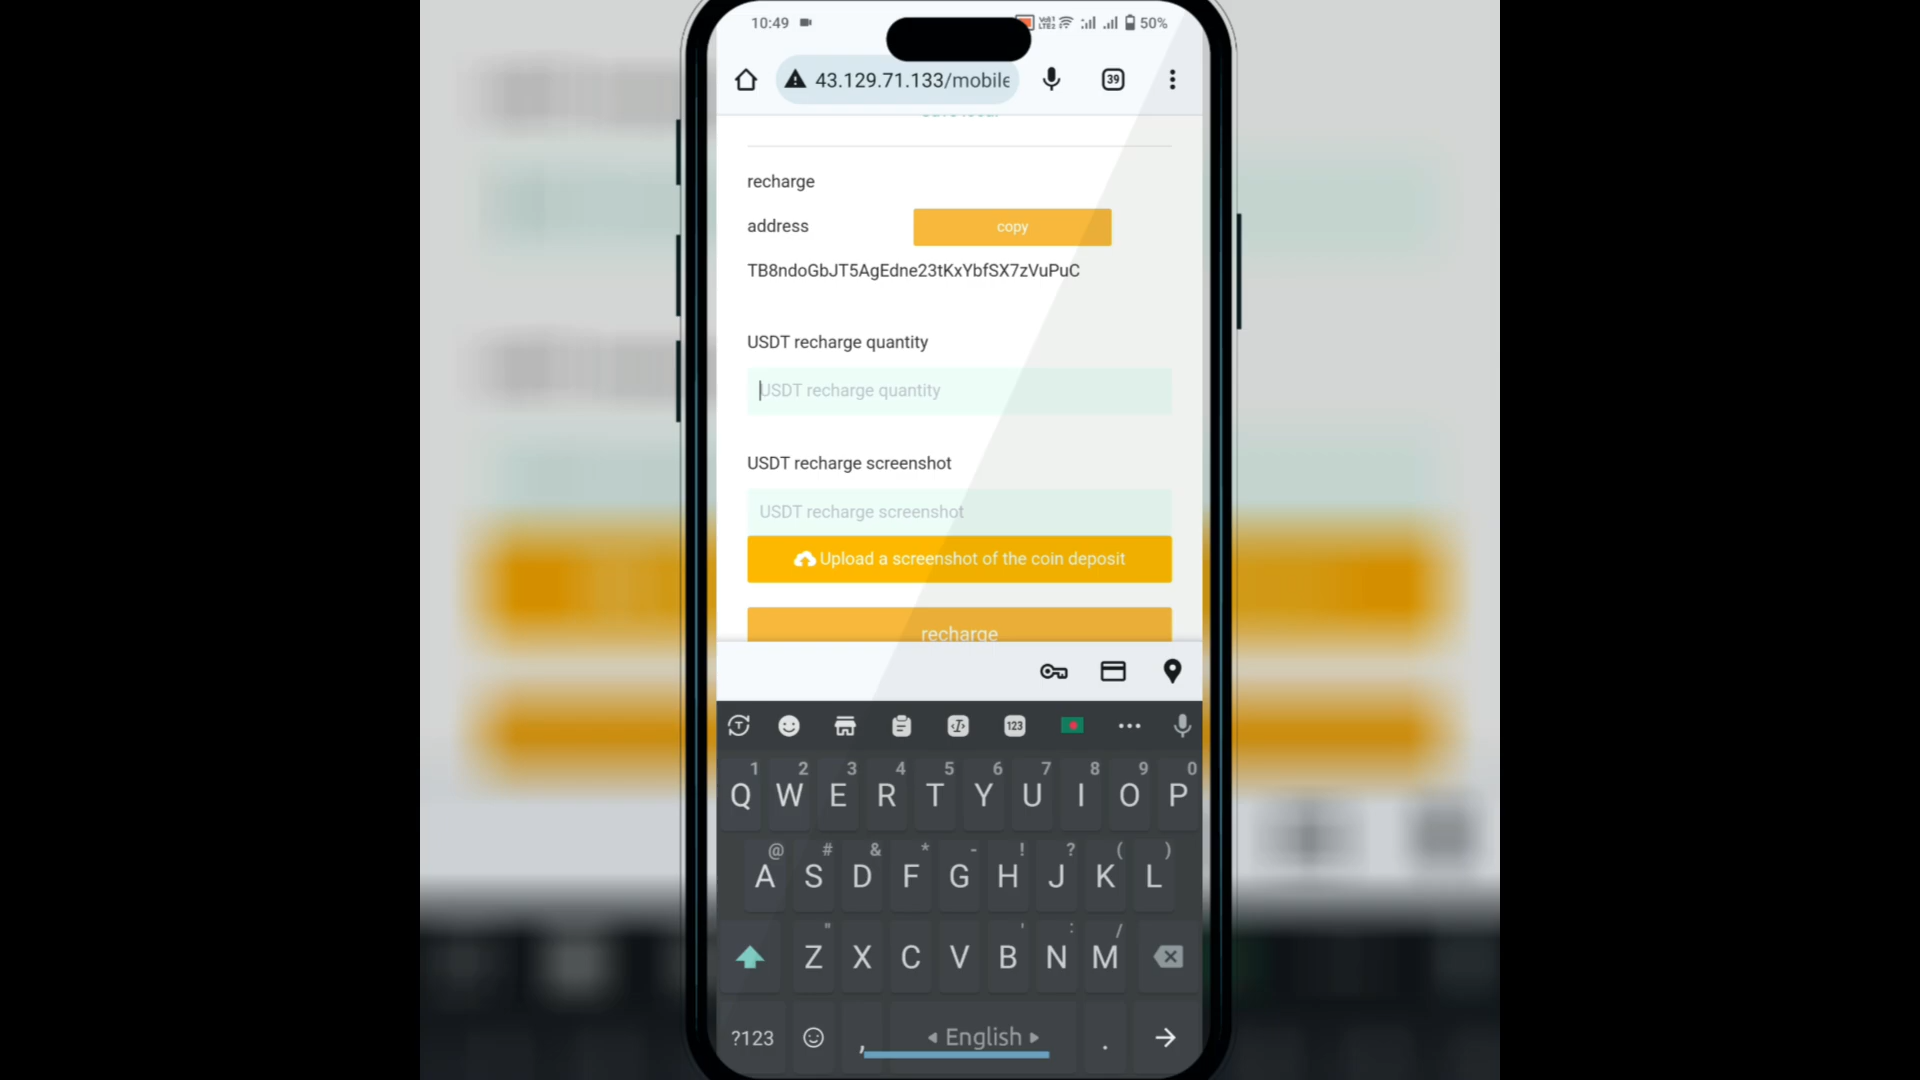 10:49
50%
43.129.71.133/mobile
39
recharge
address
copy
TB8ndoGbJT5AgEdne23tKxYbfSX7zVuPuC
USDT recharge quantity
USDT recharge quantity
USDT recharge screenshot
USDT recharge screenshot
Upload a screenshot of the coin deposit
recharge
123
1 2 3 4 5 6 7 8 9 0
Q W E R T Y U I O P
@ # & * - ! ? ( )
A S D F G H J K L
" ' : /
Z X C V B N M
?123 , English .